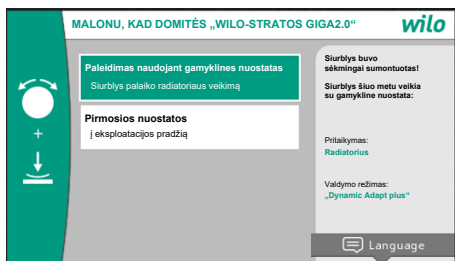 MALONU, KAD DOMITĖS „WILO-STRATOS GIGA2.0“
wilo
Paleidimas naudojant gamyklines nuostatas
Siurblys palaiko radiatoriaus veikimą
Pirmosios nuostatos
į eksploatacijos pradžią
+
Siurblys buvo
sėkmingai sumontuotas!
Siurblys šiuo metu veikia
su gamykline nuostata:
Pritaikymas:
Radiatorius
Valdymo režimas:
„Dynamic Adapt plus“
Language